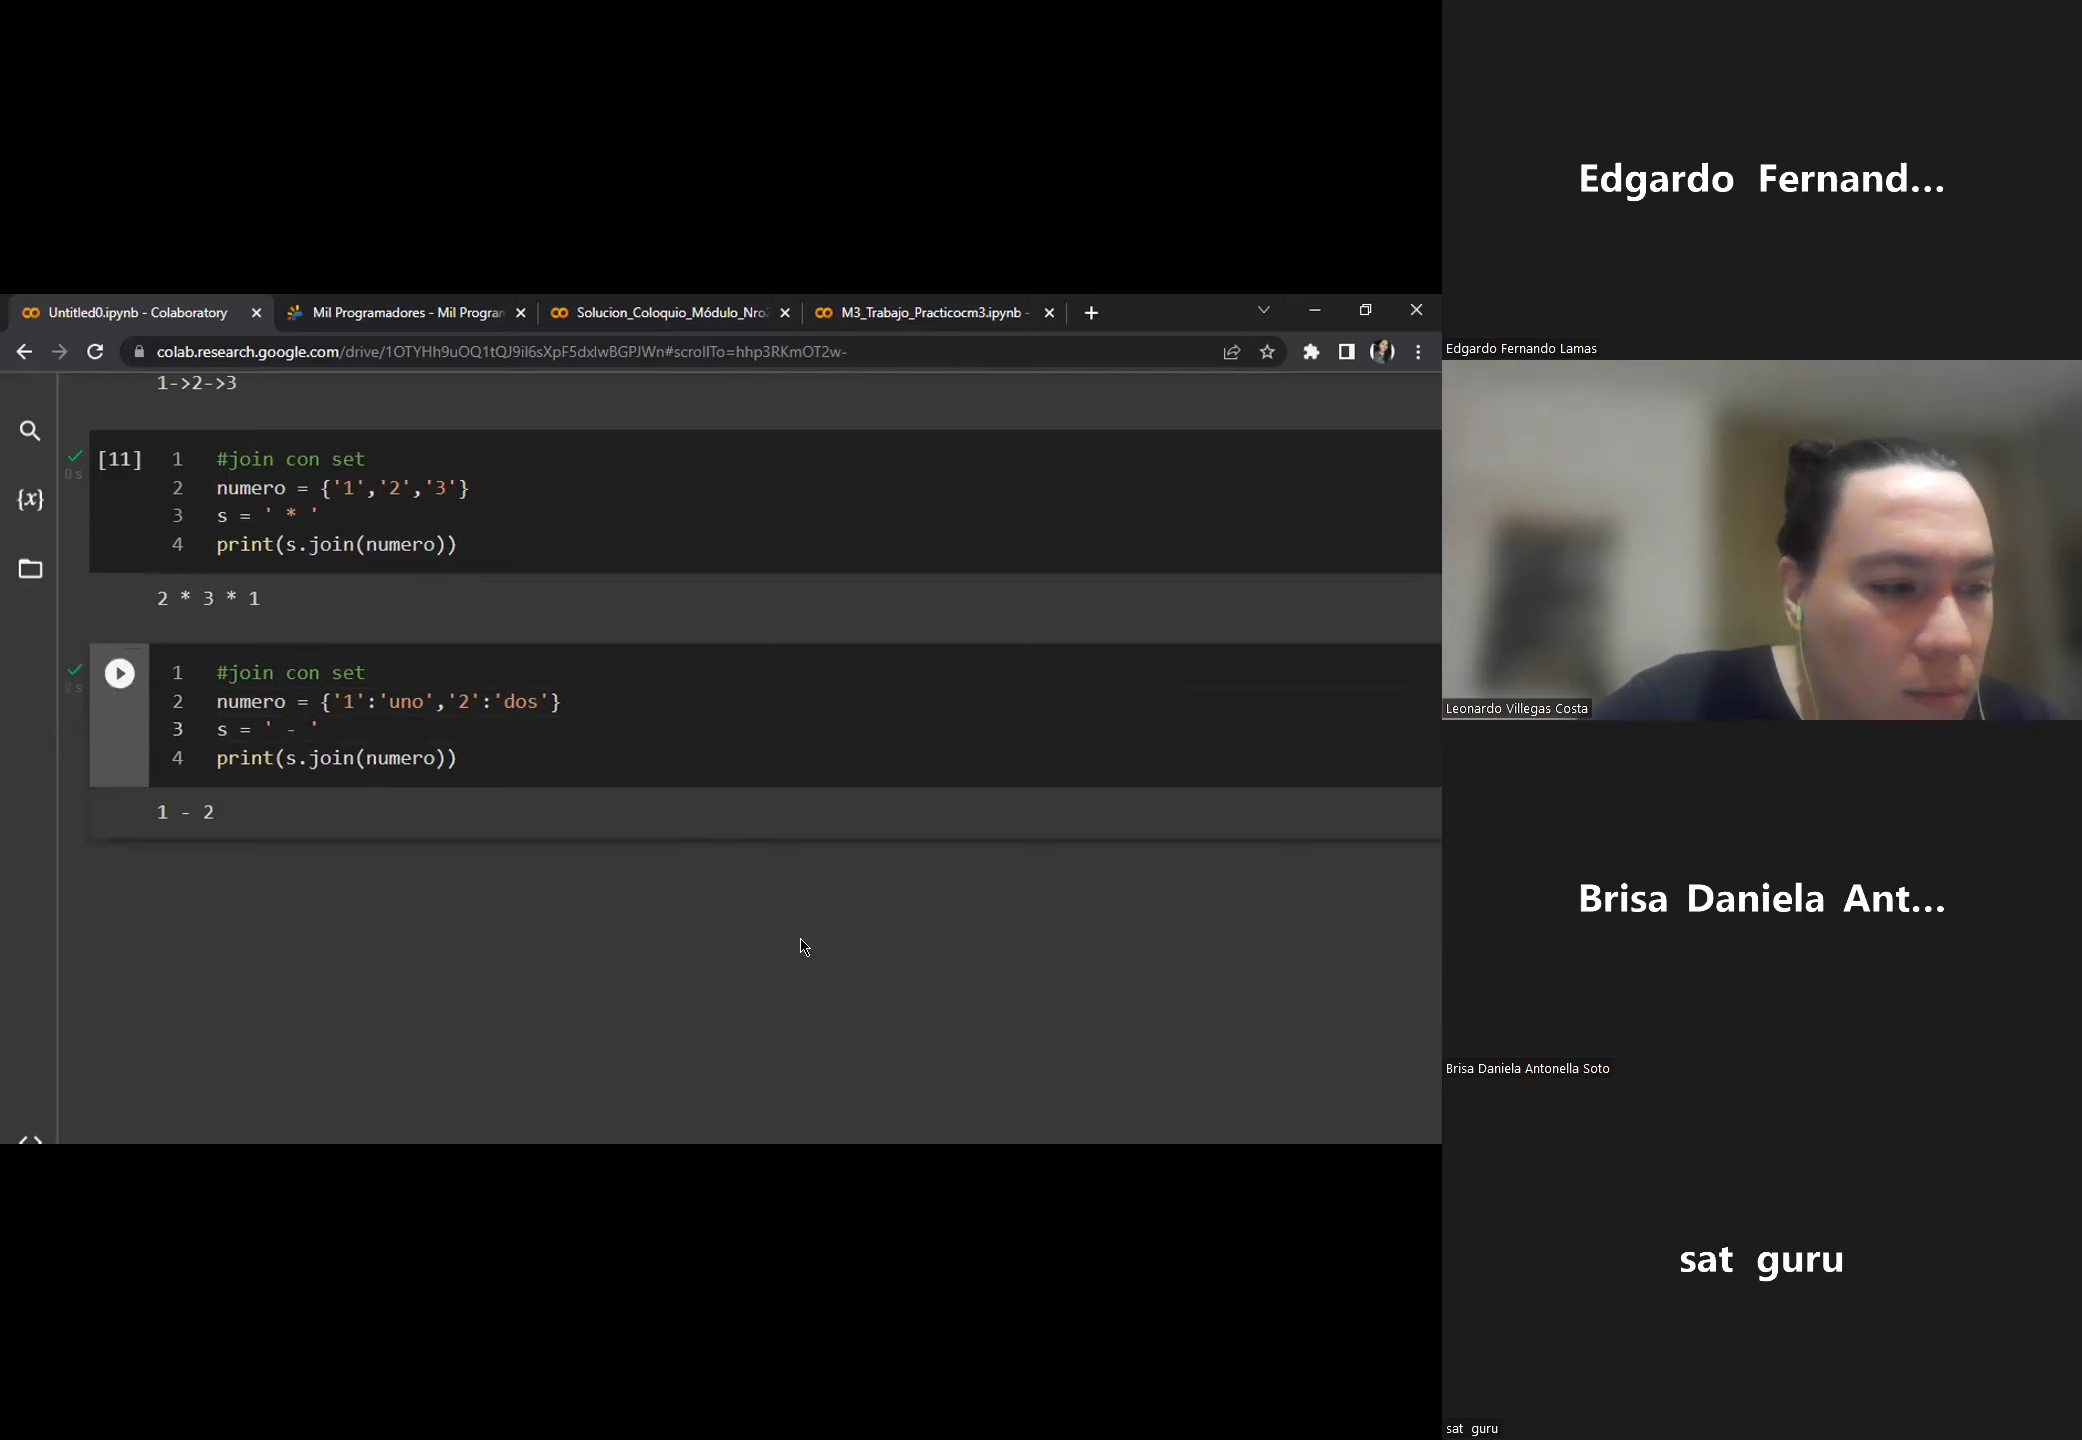 Untitled0.ipynb - Colaboratory
Mil Programadores - Mil Progra
Solucion_Coloquio_Módulo_Nro
M3_Trabajo_Practicocm3.ipynb -
colab.research.google.com/drive/1OTYHh9uOQ1tQJ9il6sXpF5dxlwBGPJWn#scrollTo=hhp3RKmOT2w-
1->2->3
[11]
0 s
1 #join con set
2 numero = {'1','2','3'}
3 s = ' * '
4 print(s.join(numero))
2 * 3 * 1
0 s
1 #join con set
2 numero = {'1':'uno','2':'dos'}
3 s = ' - '
4 print(s.join(numero))
1 - 2
{x}
Edgardo Fernand...
Edgardo Fernando Lamas
Leonardo Villegas Costa
Brisa Daniela Ant...
Brisa Daniela Antonella Soto
sat guru
sat guru